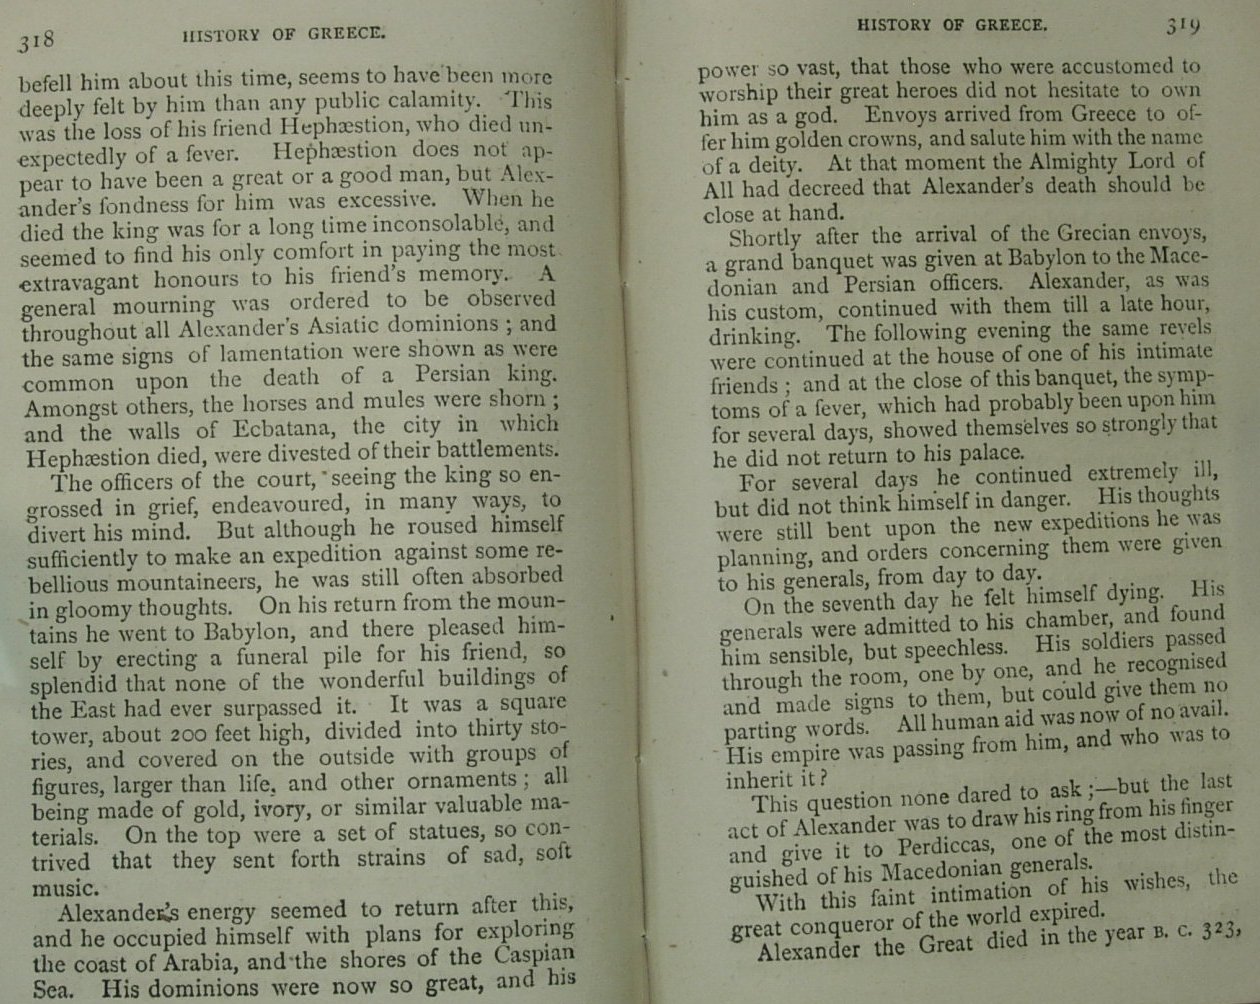 318
HISTORY OF GREECE.
befell him about this time, seems to have been more
deeply felt by him than any public calamity. This
was the loss of his friend Hephæstion, who died un-
expectedly of a fever. Hephæstion does not ap-
pear to have been a great or a good man, but Alex-
ander's fondness for him was excessive. When he
died the king was for a long time inconsolable, and
seemed to find his only comfort in paying the most
extravagant honours to his friend's memory. A
general mourning was ordered to be observed
throughout all Alexander's Asiatic dominions ; and
the same signs of lamentation were shown as were
common upon the death of a Persian king.
Amongst others, the horses and mules were shorn ;
and the walls of Ecbatana, the city in which
Hephæstion died, were divested of their battlements.
The officers of the court, seeing the king so en-
grossed in grief, endeavoured, in many ways, to
divert his mind. But although he roused himself
sufficiently to make an expedition against some re-
bellious mountaineers, he was still often absorbed
in gloomy thoughts. On his return from the moun-
tains he went to Babylon, and there pleased him-
self by erecting a funeral pile for his friend, so
splendid that none of the wonderful buildings of
the East had ever surpassed it. It was a square
tower, about 200 feet high, divided into thirty sto-
ries, and covered on the outside with groups of
figures, larger than life, and other ornaments ; all
being made of gold, ivory, or similar valuable ma-
terials. On the top were a set of statues, so con-
trived that they sent forth strains of sad, soft
music.
Alexander's energy seemed to return after this,
and he occupied himself with plans for exploring
the coast of Arabia, and the shores of the Caspian
Sea. His dominions were now so great, and his
HISTORY OF GREECE.
319
power so vast, that those who were accustomed to
worship their great heroes did not hesitate to own
him as a god. Envoys arrived from Greece to of-
fer him golden crowns, and salute him with the name
of a deity. At that moment the Almighty Lord of
All had decreed that Alexander's death should be
close at hand.
Shortly after the arrival of the Grecian envoys,
a grand banquet was given at Babylon to the Mace-
donian and Persian officers. Alexander, as was
his custom, continued with them till a late hour,
drinking. The following evening the same revels
were continued at the house of one of his intimate
friends ; and at the close of this banquet, the symp-
toms of a fever, which had probably been upon him
for several days, showed themselves so strongly that
he did not return to his palace.
For several days he continued extremely ill,
but did not think himself in danger. His thoughts
were still bent upon the new expeditions he was
planning, and orders concerning them were given
to his generals, from day to day.
On the seventh day he felt himself dying. His
generals were admitted to his chamber, and found
him sensible, but speechless. His soldiers passed
through the room, one by one, and he recognised
and made signs to them, but could give them no
parting words. All human aid was now of no avail.
His empire was passing from him, and who was to
inherit it ?
This question none dared to ask ;—but the last
act of Alexander was to draw his ring from his finger
and give it to Perdiccas, one of the most distin-
guished of his Macedonian generals.
With this faint intimation of his wishes, the
great conqueror of the world expired.
Alexander the Great died in the year B. C. 323,